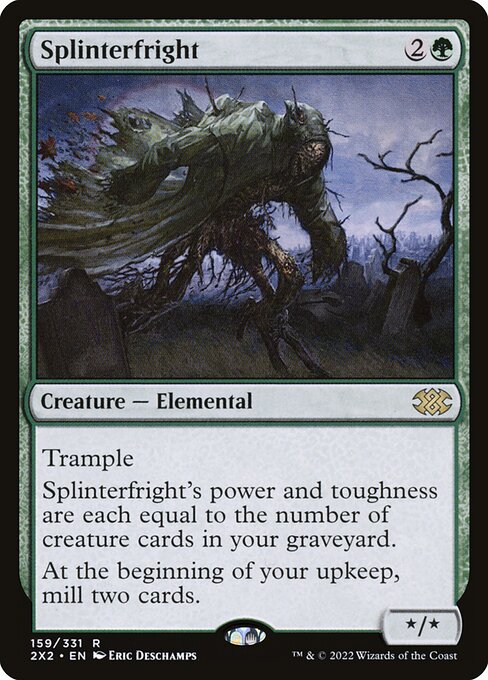 Splinterfright 2
Creature — Elemental
Trample
Splinterfright's power and toughness
are each equal to the number of
creature cards in your graveyard.
At the beginning of your upkeep,
mill two cards.
★/★
159/331 R
2X2 • EN Eric Deschamps ™ & © 2022 Wizards of the Coast